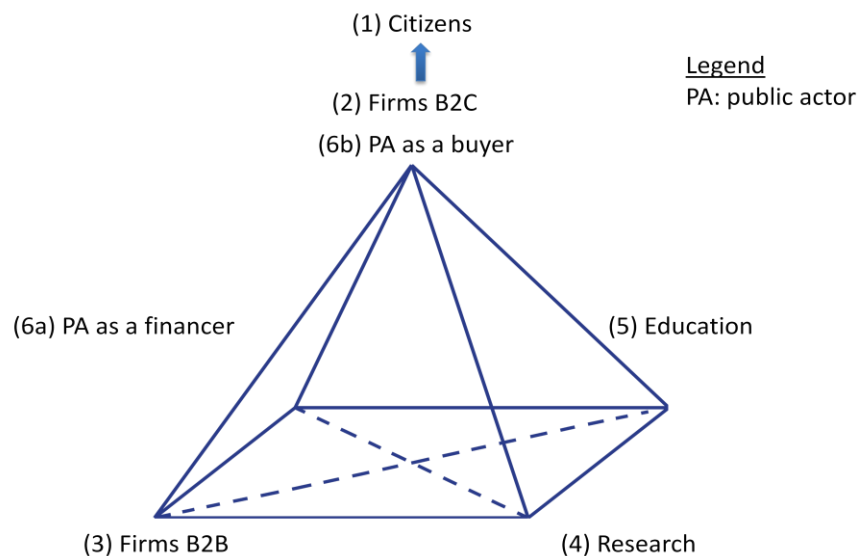 (1) Citizens
(2) Firms B2C
(6b) PA as a buyer
Legend
PA: public actor
(6a) PA as a financer
(5) Education
(3) Firms B2B
(4) Research